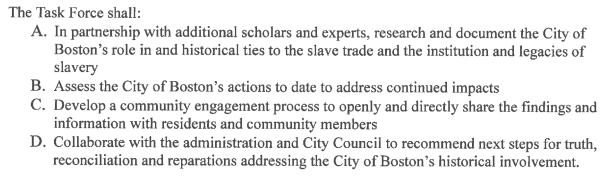 The Task Force shall:
A. In partnership with additional scholars and experts, research and document the City of
Boston's role in and historical ties to the slave trade and the institution and legacies of
slavery
B. Assess the City of Boston's actions to date to address continued impacts
C. Develop a community engagement process to openly and directly share the findings and
information with residents and community members
D. Collaborate with the administration and City Council to recommend next steps for truth,
reconciliation and reparations addressing the City of Boston's historical involvement.